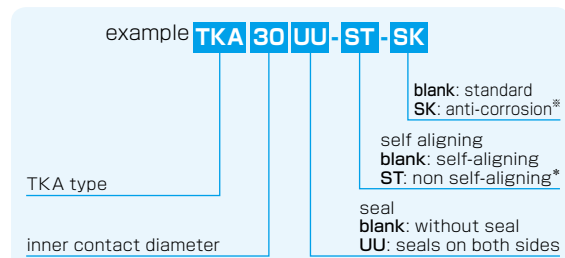 example TKA 30 UU - ST - SK
blank: standard
SK: anti-corrosion※
self aligning
blank: self-aligning
ST: non self-aligning*
TKA type
seal
blank: without seal
inner contact diameter
UU: seals on both sides